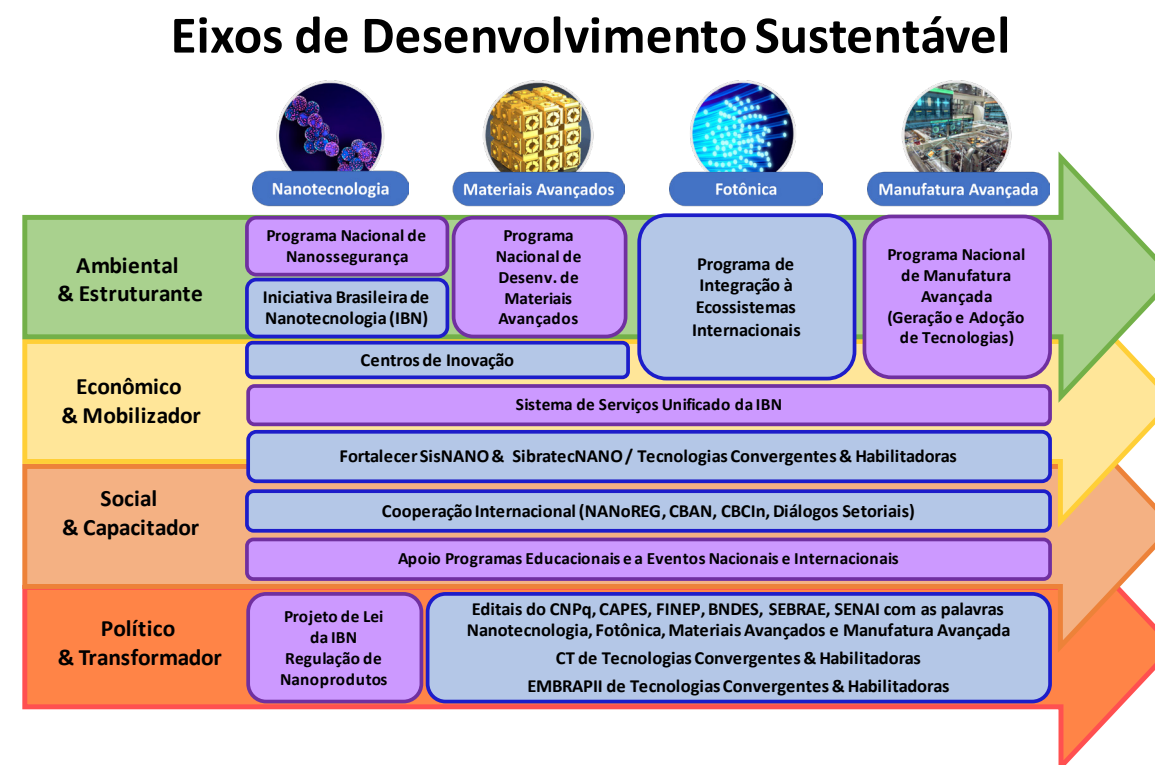 Eixos de Desenvolvimento Sustentável
Nanotecnologia
Materiais Avançados
Fotônica
Manufatura Avançada
Ambiental
& Estruturante
Programa Nacional de
Nanossegurança
Iniciativa Brasileira de
Nanotecnologia (IBN)
Programa
Nacional de
Desenv. de
Materiais
Avançados
Programa de
Integração à
Ecossistemas
Internacionais
Programa Nacional
de Manufatura
Avançada
(Geração e Adoção
de Tecnologias)
Econômico
& Mobilizador
Centros de Inovação
Sistema de Serviços Unificado da IBN
Fortalecer SisNANO & SibratecNANO / Tecnologias Convergentes & Habilitadoras
Social
& Capacitador
Cooperação Internacional (NANoREG, CBAN, CBCIn, Diálogos Setoriais)
Apoio Programas Educacionais e a Eventos Nacionais e Internacionais
Político
& Transformador
Projeto de Lei
da IBN
Regulação de
Nanoprodutos
Editais do CNPq, CAPES, FINEP, BNDES, SEBRAE, SENAI com as palavras
Nanotecnologia, Fotônica, Materiais Avançados e Manufatura Avançada
CT de Tecnologias Convergentes & Habilitadoras
EMBRAPII de Tecnologias Convergentes & Habilitadoras